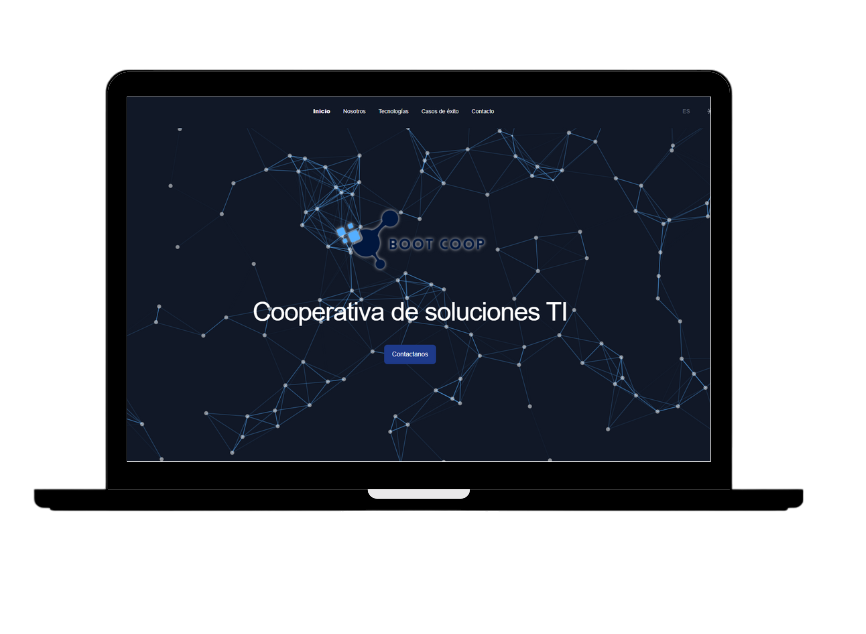 Inicio Nosotros Tecnologías Casos de éxito Contacto ES
BOOT COOP
Cooperativa de soluciones TI
Contactanos